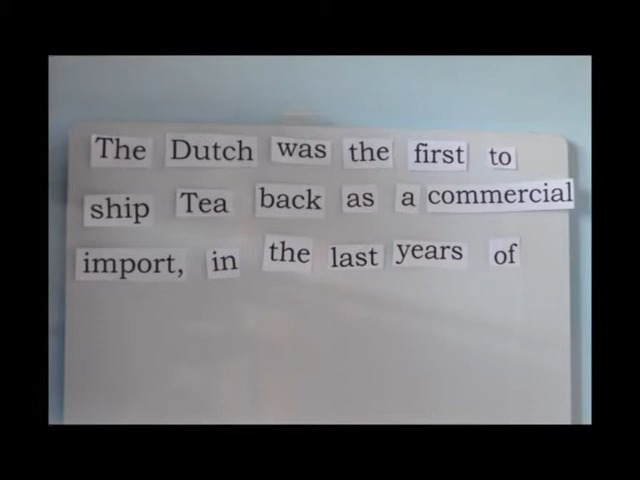 The Dutch was the first to
ship Tea back as a commercial
import, in the last years of